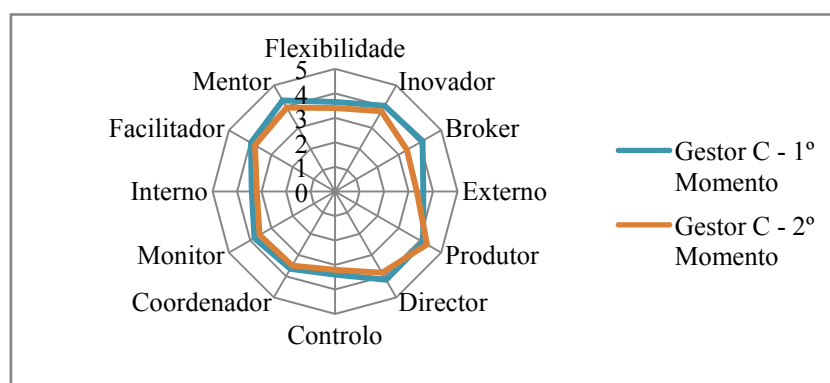 Flexibilidade
5
4
3
2
1
0
Inovador
Broker
Externo
Produtor
Director
Controlo
Coordenador
Monitor
Interno
Facilitador
Mentor
Gestor C - 1º
Momento
Gestor C - 2º
Momento